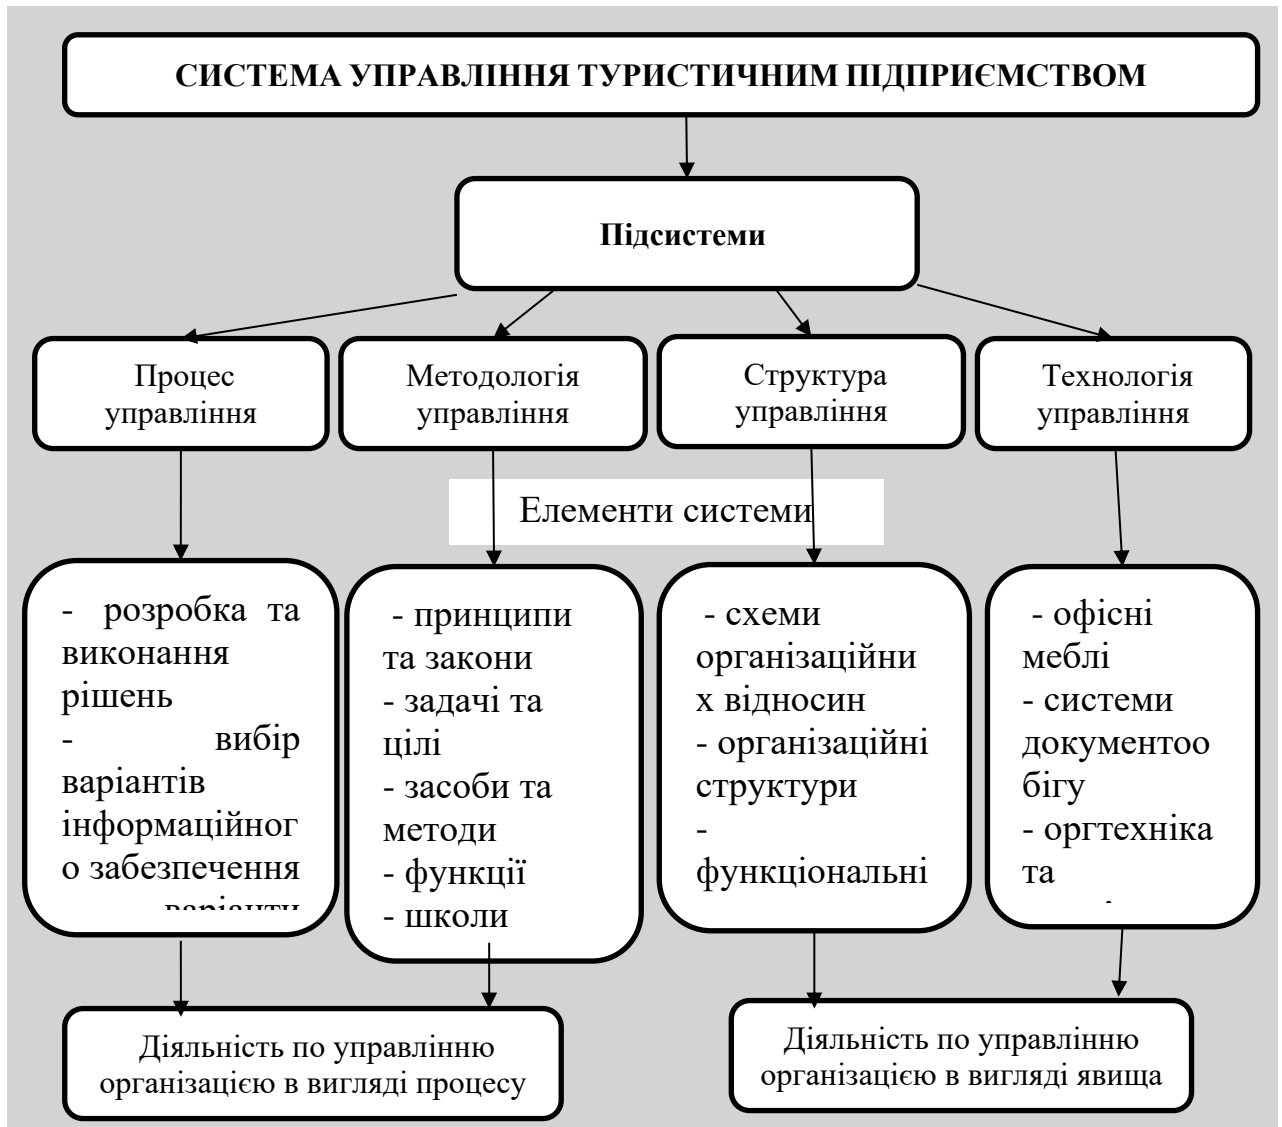 СИСТЕМА УПРАВЛІННЯ ТУРИСТИЧНИМ ПІДПРИЄМСТВОМ
Підсистеми
Процес
управління
Методологія
управління
Структура
управління
Технологія
управління
Елементи системи
- розробка та
виконання
рішень
- вибір
варіантів
інформаційног
о забезпечення
- принципи
та закони
- задачі та
цілі
- засоби та
методи
- функції
- школи
- схеми
організаційни
х відносин
- організаційні
структури
-
функціональні
- офісні
меблі
- системи
документоо
бігу
- оргтехніка
та
Діяльність по управлінню
організацією в вигляді процесу
Діяльність по управлінню
організацією в вигляді явища